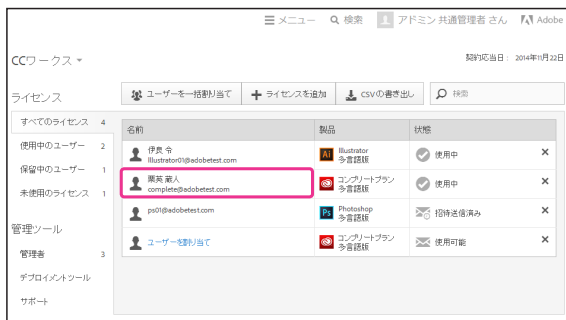 メニュー 検索 アドミン 共通管理者 さん Adobe
CCワークス
契約応当日： 2014年11月22日
ライセンス
ユーザーを一括割り当て ライセンスを追加 CSVの書き出し 検索
すべてのライセンス 4
使用中のユーザー 2
保留中のユーザー 1
未使用のライセンス 1
管理ツール
管理者 3
デプロイメントツール
サポート
名前 製品 状態
伊良 令
Illustrator01@adobetest.com
Ai Illustrator
多言語版
使用中 ×
栗英 蔵人
complete@adobetest.com
コンプリートプラン
多言語版
使用中 ×
ps01@adobetest.com
Ps Photoshop
多言語版
招待送信済み ×
ユーザーを割り当て
コンプリートプラン
多言語版
使用可能 ×